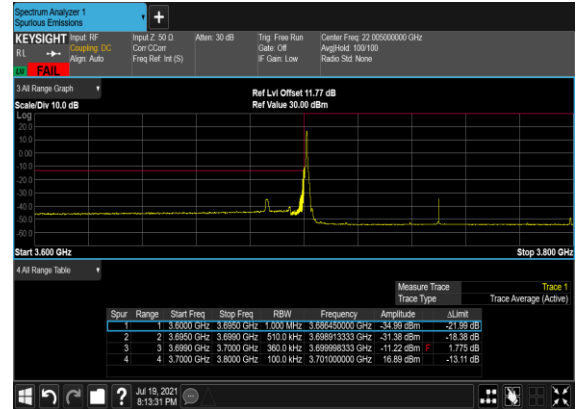 Spectrum Analyzer 1
Spurious Emissions
KEYSIGHT Input: RF Input Z: 50 Ω Atten: 30 dB Trig: Free Run Center Freq: 22.005000000 GHz
RL Coupling: DC Corr CCorr Gate: Off Avg|Hold: 100/100
Align: Auto Freq Ref: Int (S) IF Gain: Low Radio Std: None
FAIL
3 All Range Graph
Ref Lvl Offset 11.77 dB
Scale/Div 10.0 dB Ref Value 30.00 dBm
Log
20.0
10.0
0.00
-10.0
-20.0
-30.0
-40.0
-50.0
-60.0
Start 3.600 GHz Stop 3.800 GHz
4 All Range Table
Measure Trace Trace 1
Trace Type Trace Average (Active)
Spur Range Start Freq Stop Freq RBW Frequency Amplitude ΔLimit
1 1 3.6000 GHz 3.6950 GHz 1.000 MHz 3.686450000 GHz -34.99 dBm -21.99 dB
2 2 3.6950 GHz 3.6990 GHz 510.0 kHz 3.698913333 GHz -31.38 dBm -18.38 dB
3 3 3.6990 GHz 3.7000 GHz 360.0 kHz 3.699998333 GHz -11.22 dBm F 1.775 dB
4 4 3.7000 GHz 3.8000 GHz 100.0 kHz 3.701000000 GHz 16.89 dBm -13.11 dB
? Jul 19, 2021
8:13:31 PM